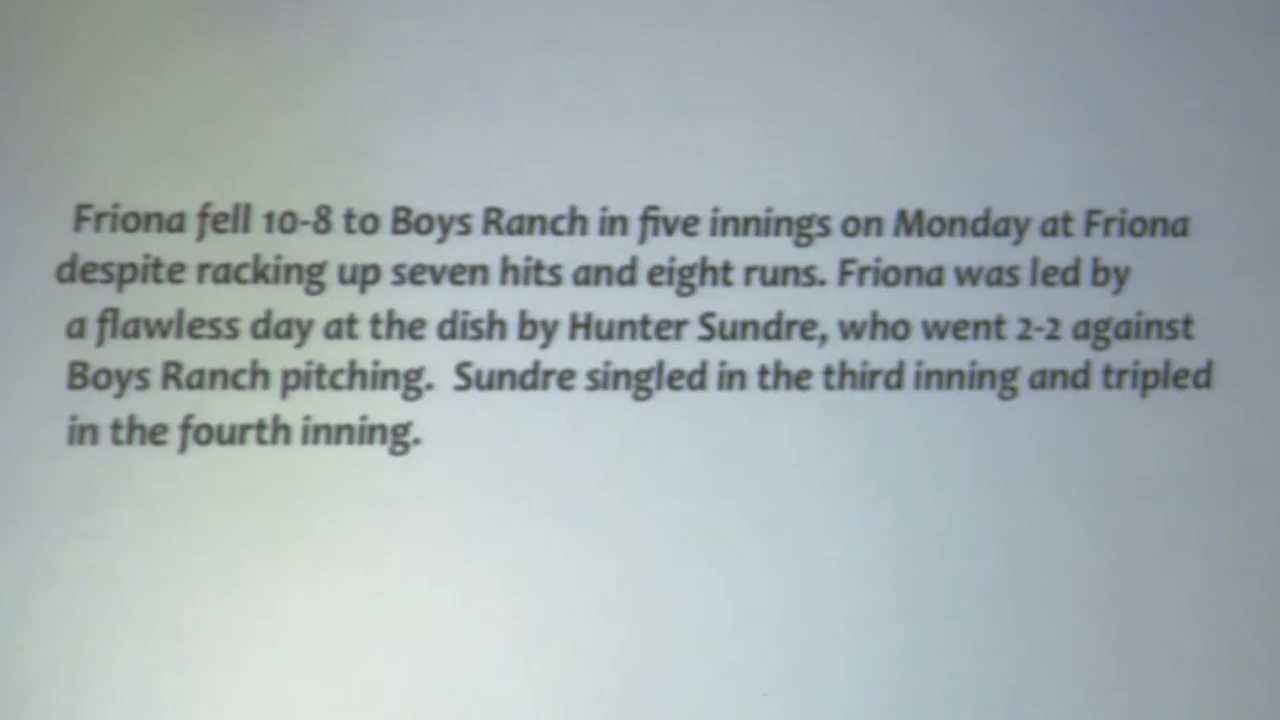 Friona fell 10-8 to Boys Ranch in five innings on Monday at Friona
despite racking up seven hits and eight runs. Friona was led by
a flawless day at the dish by Hunter Sundre, who went 2-2 against
Boys Ranch pitching.  Sundre singled in the third inning and tripled
in the fourth inning.